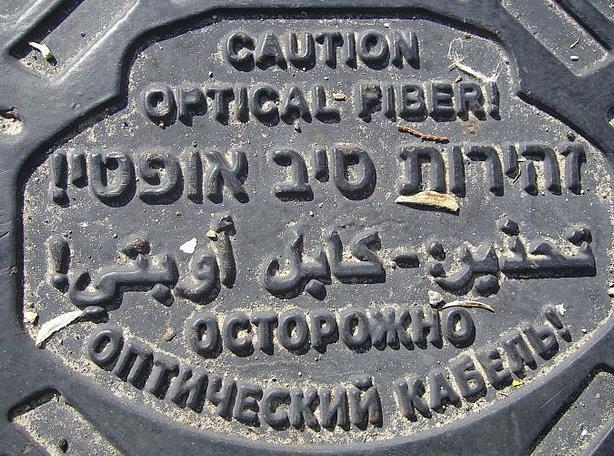 CAUTION
OPTICAL FIBER!
זהירות סיב אופטי!
تحذير:- كابل أوبتي!
ОСТОРОЖНО
ОПТИЧЕСКИЙ КАБЕЛЬ!